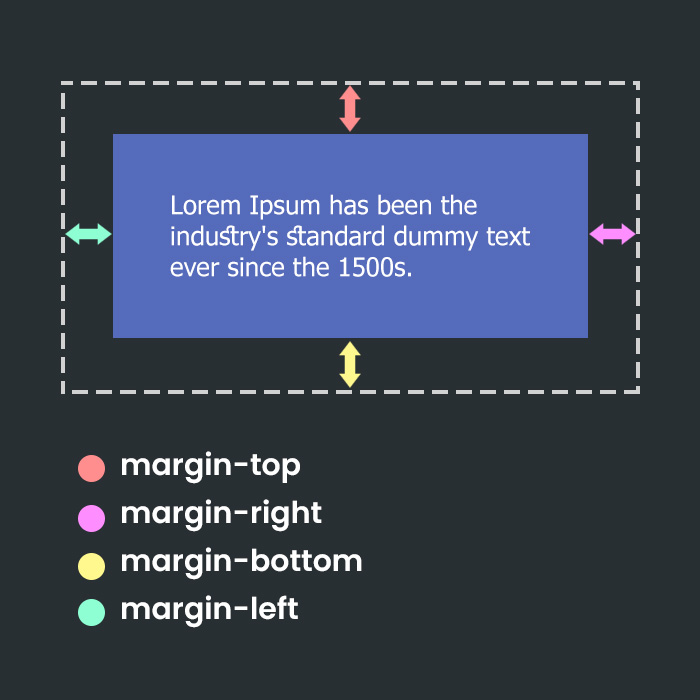 Lorem Ipsum has been the
industry's standard dummy text
ever since the 1500s.
margin-top
margin-right
margin-bottom
margin-left